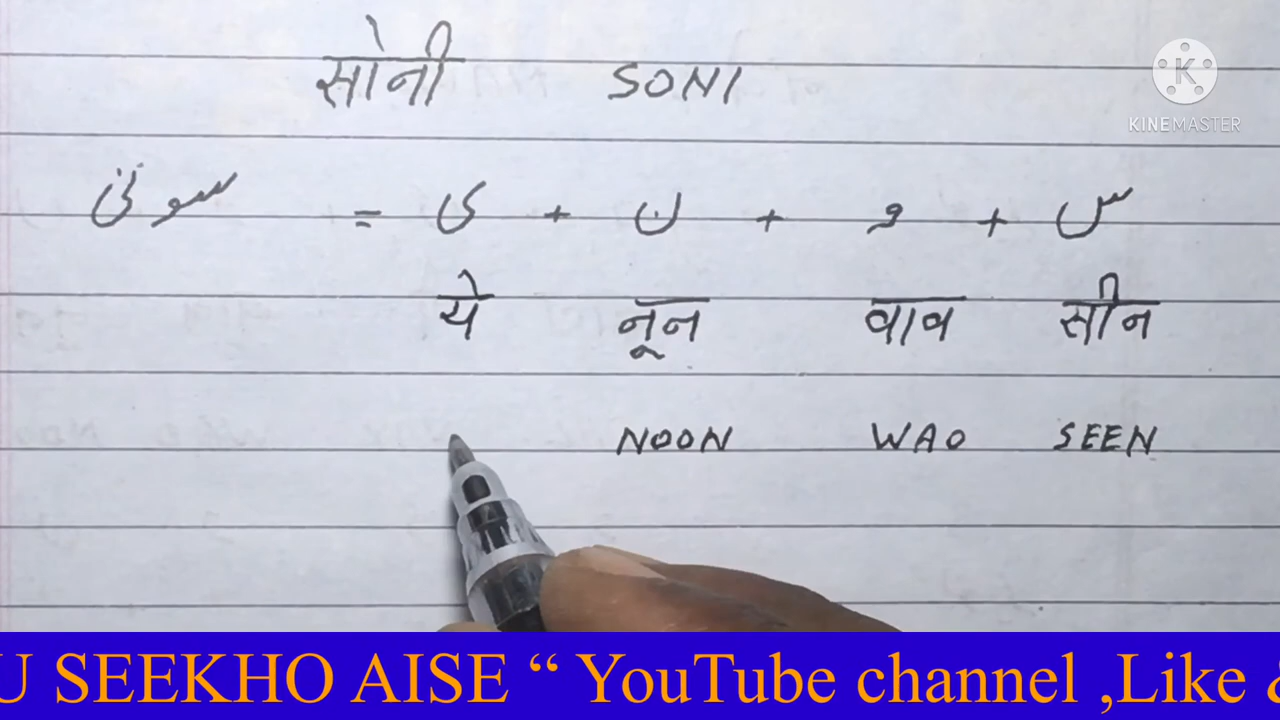 सोनी SONI
KINEMASTER
سونی = ی + ن + و + س
ये नून वाव सीन
NOON WAO SEEN
U SEEKHO AISE “ YouTube channel ,Like &